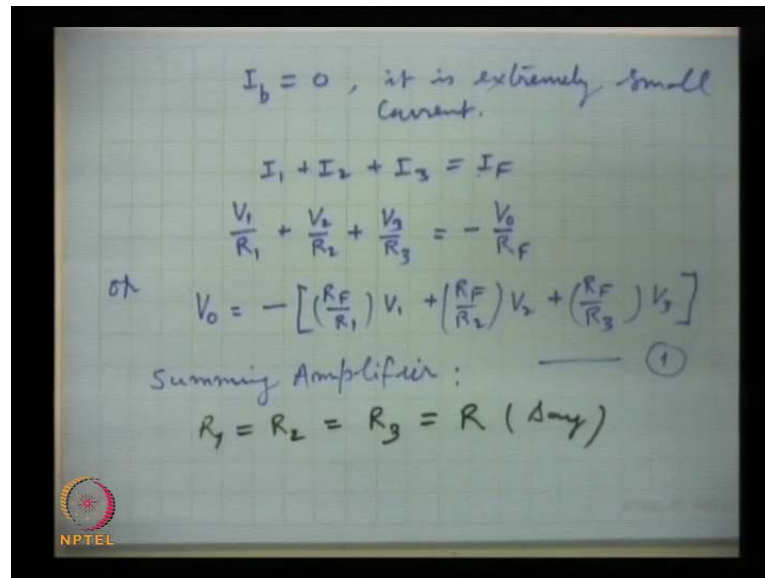 I_b = 0, it is extremely small
current.
I_1 + I_2 + I_3 = I_F
V_1/R_1 + V_2/R_2 + V_3/R_3 = - V_0/R_F
or V_0 = - [(R_F/R_1) V_1 + (R_F/R_2) V_2 + (R_F/R_3) V_3]
Summing Amplifier: —— (1)
R_1 = R_2 = R_3 = R (Say)
NPTEL